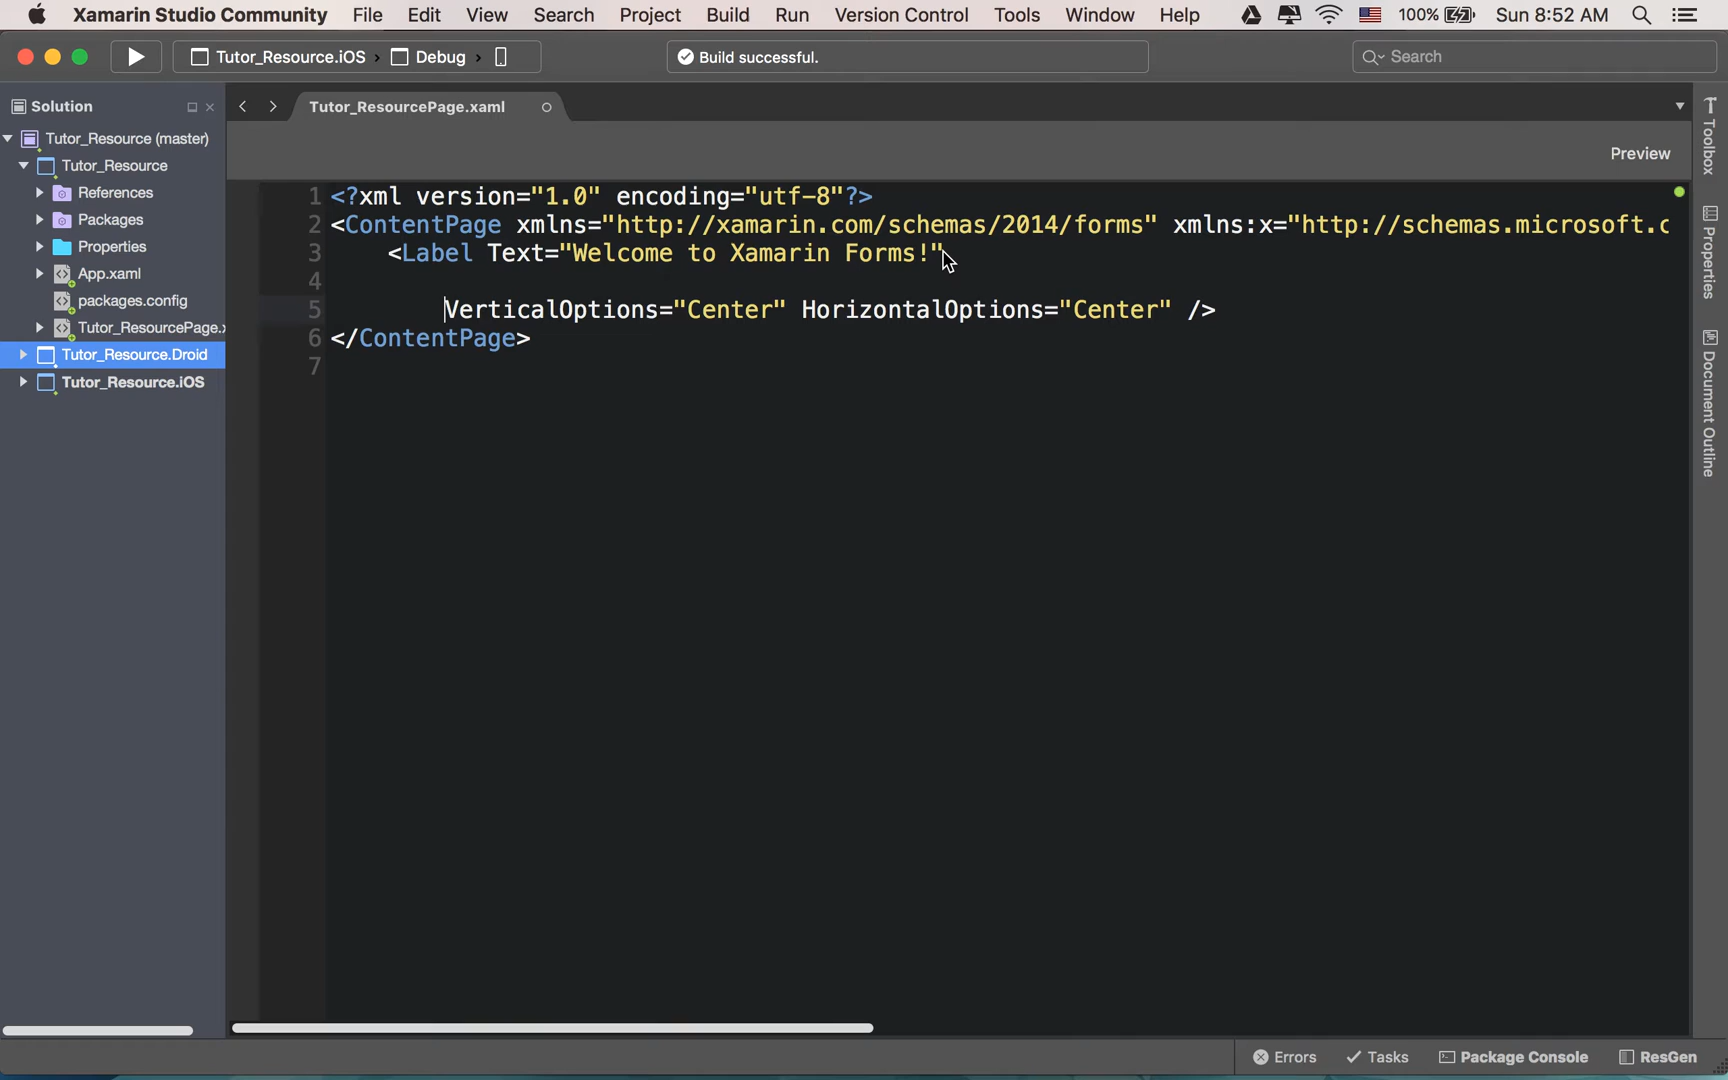 Xamarin Studio Community File Edit View Search Project Build Run Version Control Tools Window Help 100% Sun 8:52 AM
Tutor_Resource.iOS › Debug ›
Build successful.
Search
Solution
Tutor_ResourcePage.xaml
Toolbox
Properties
Document Outline
Preview
Tutor_Resource (master)
Tutor_Resource
References
Packages
Properties
App.xaml
packages.config
Tutor_ResourcePage.x
Tutor_Resource.Droid
Tutor_Resource.iOS
1 <?xml version="1.0" encoding="utf-8"?>
2 <ContentPage xmlns="http://xamarin.com/schemas/2014/forms" xmlns:x="http://schemas.microsoft.c
3 <Label Text="Welcome to Xamarin Forms!"
4
5 VerticalOptions="Center" HorizontalOptions="Center" />
6 </ContentPage>
7
Errors Tasks Package Console ResGen